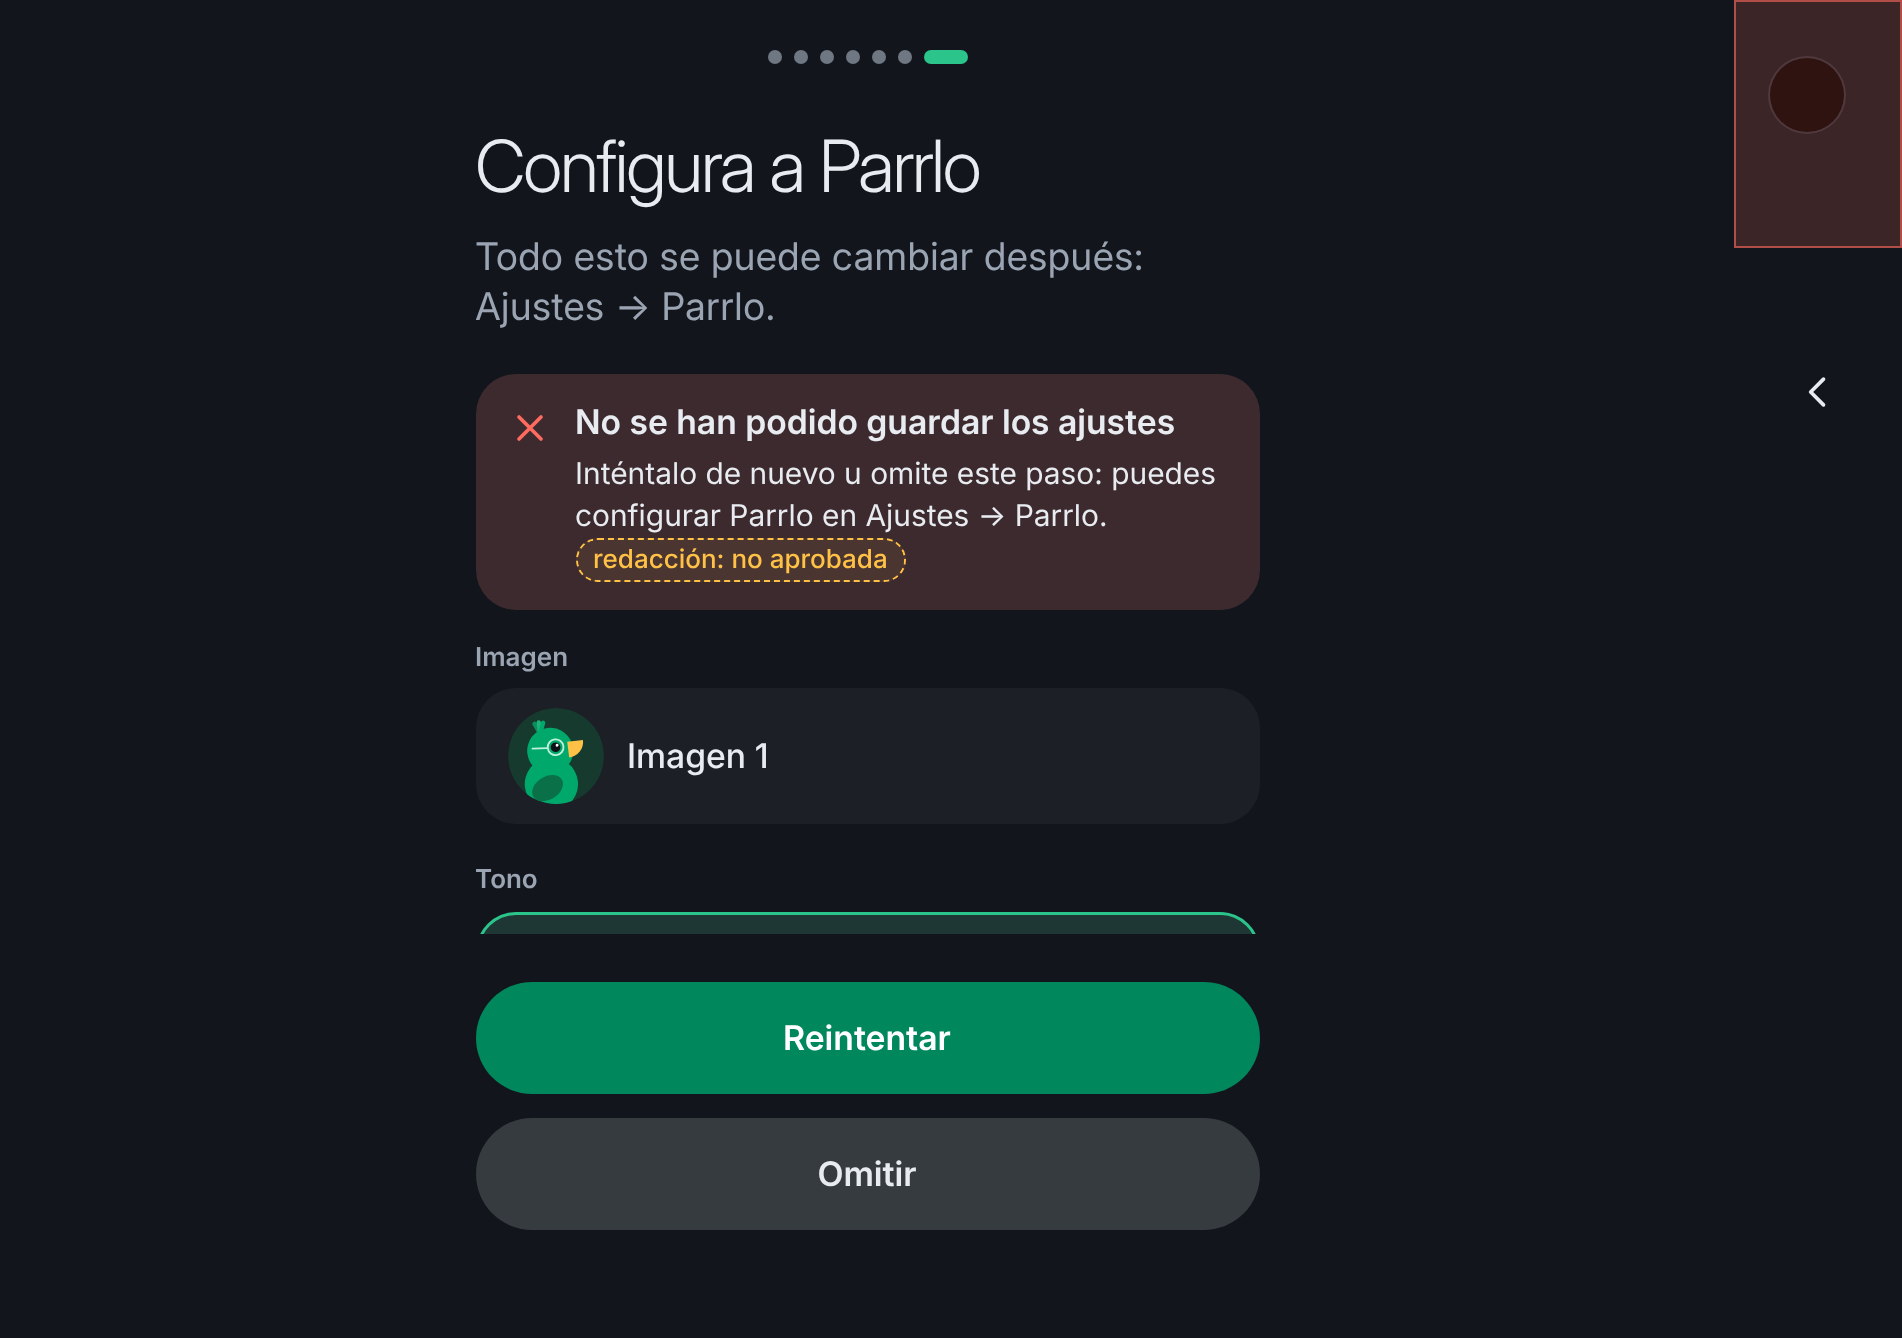 Configura a Parrlo
Todo esto se puede cambiar después:
Ajustes → Parrlo.
No se han podido guardar los ajustes
Inténtalo de nuevo u omite este paso: puedes
configurar Parrlo en Ajustes → Parrlo.
redacción: no aprobada
Imagen
Imagen 1
Tono
Reintentar
Omitir